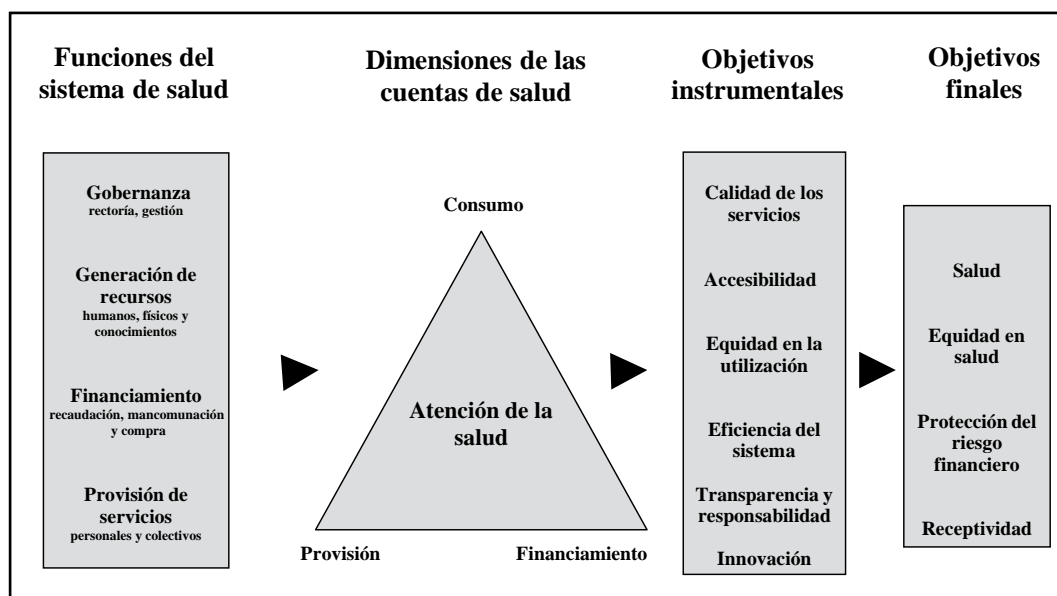 Funciones del
sistema de salud
Gobernanza
rectoría, gestión
Generación de
recursos
humanos, físicos y
conocimientos
Financiamiento
recaudación, mancomunación
y compra
Provisión de
servicios
personales y colectivos
Dimensiones de las
cuentas de salud
Consumo
Atención de la
salud
Provisión
Financiamiento
Objetivos
instrumentales
Calidad de los
servicios
Accesibilidad
Equidad en la
utilización
Eficiencia del
sistema
Transparencia y
responsabilidad
Innovación
Objetivos
finales
Salud
Equidad en
salud
Protección del
riesgo
financiero
Receptividad